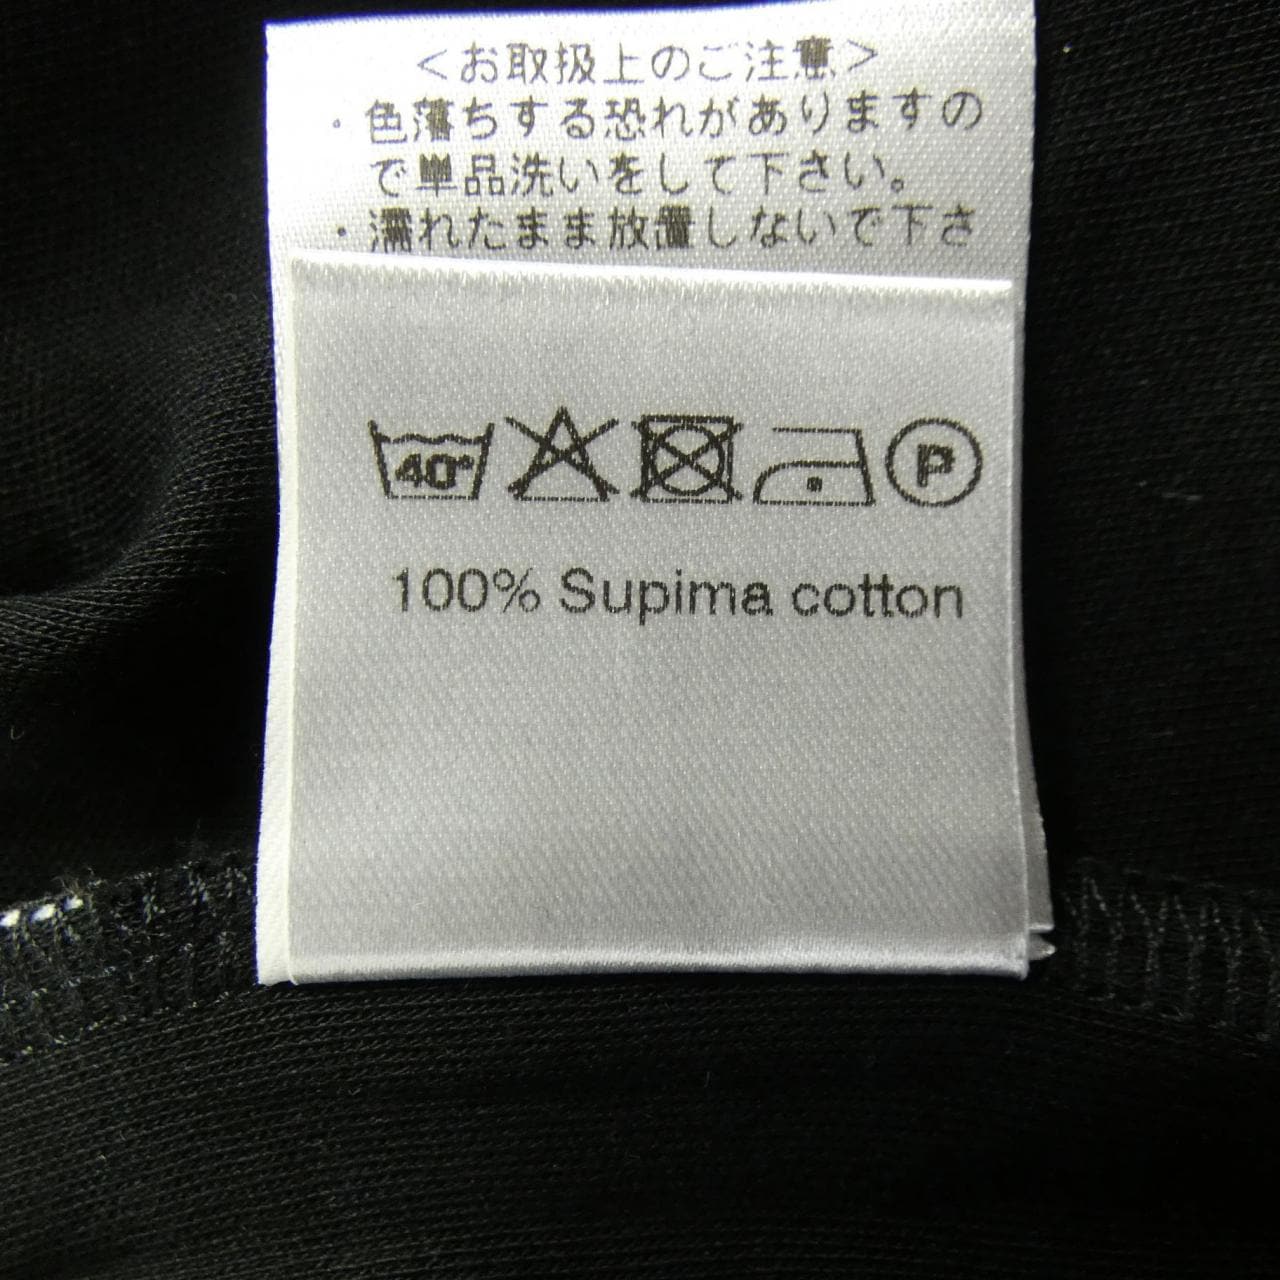 ＜お取扱上のご注意＞
・色落ちする恐れがありますの
で単品洗いをして下さい。
・濡れたまま放置しないで下さ
40° P
100% Supima cotton